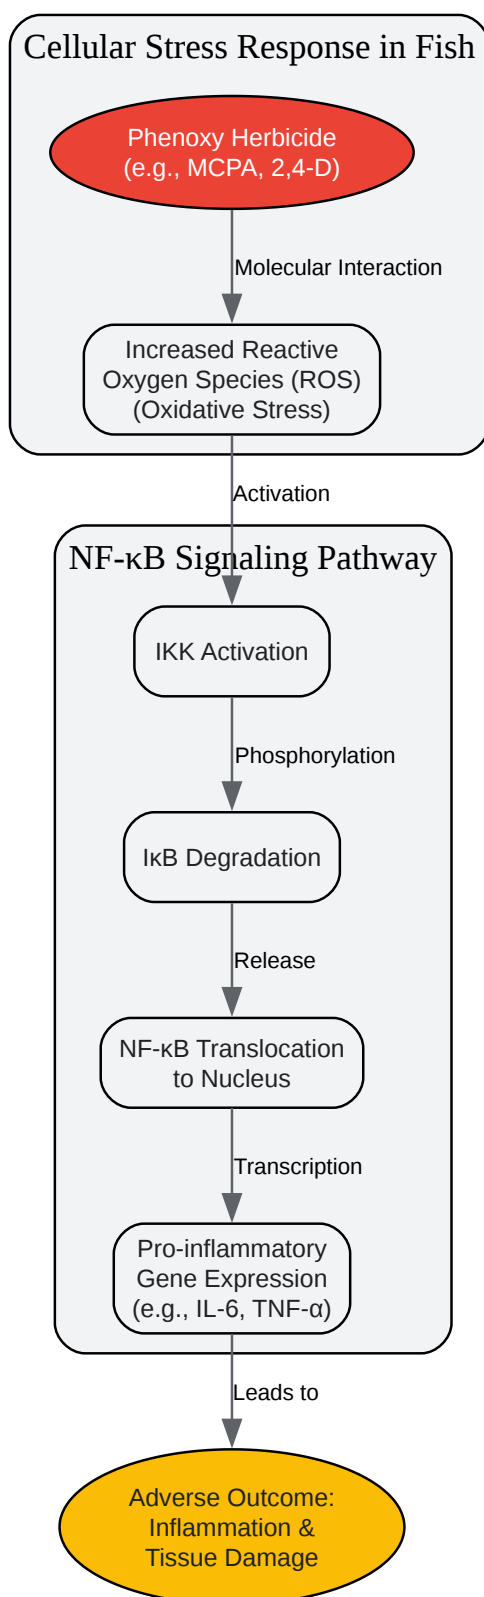 Cellular Stress Response in Fish
Phenoxy Herbicide
(e.g., MCPA, 2,4-D)
Molecular Interaction
Increased Reactive
Oxygen Species (ROS)
(Oxidative Stress)
Activation
NF-κB Signaling Pathway
IKK Activation
Phosphorylation
IκB Degradation
Release
NF-κB Translocation
to Nucleus
Transcription
Pro-inflammatory
Gene Expression
(e.g., IL-6, TNF-α)
Leads to
Adverse Outcome:
Inflammation &
Tissue Damage